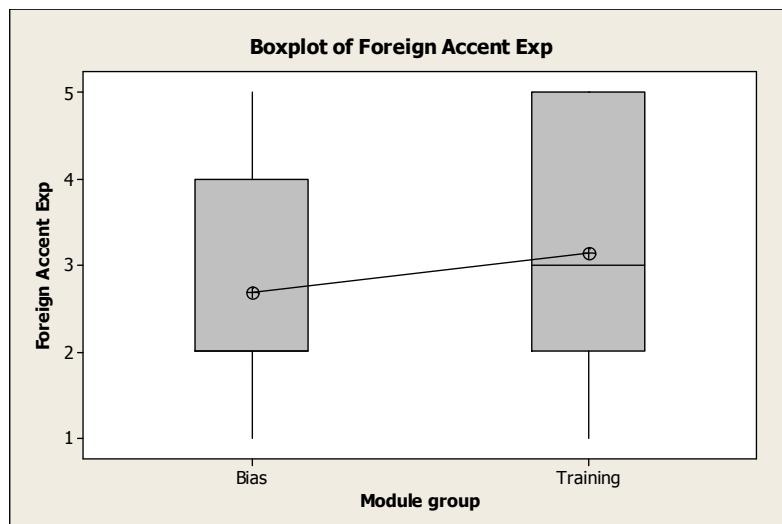 Boxplot of Foreign Accent Exp
Foreign Accent Exp
5
4
3
2
1
Bias Training
Module group